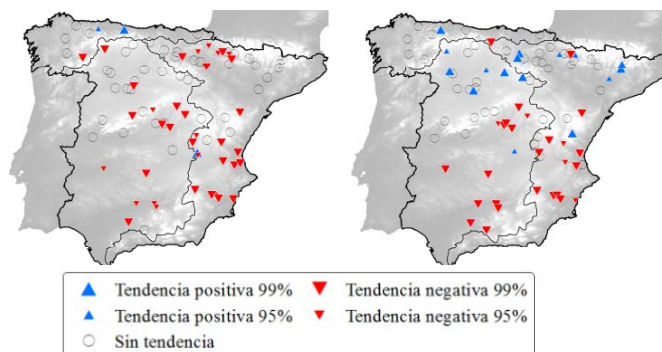 Tendencia positiva 99% Tendencia negativa 99%
Tendencia positiva 95% Tendencia negativa 95%
Sin tendencia